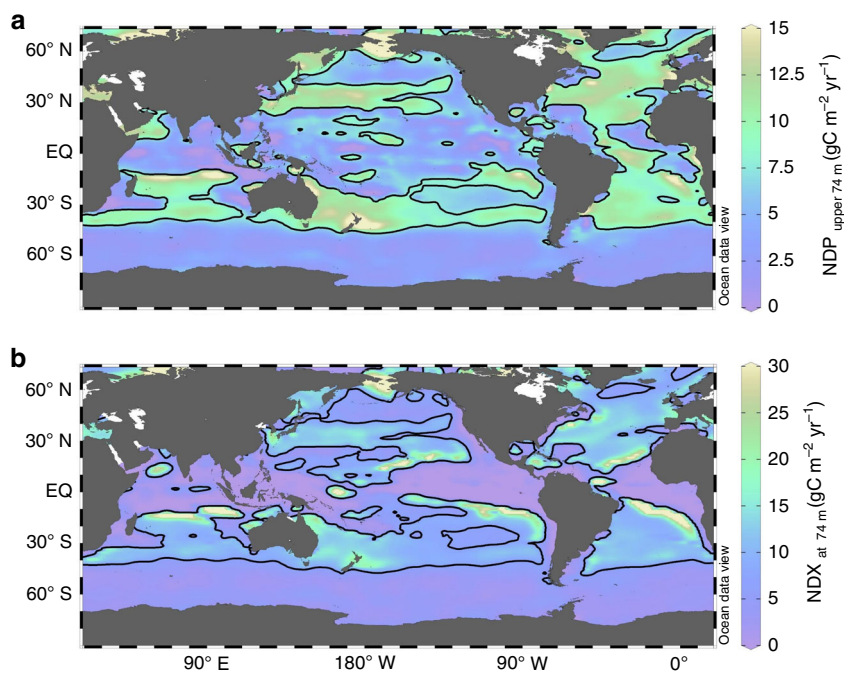 a
60° N
30° N
EQ
30° S
60° S
Ocean data view
15
12.5
10
7.5
5
2.5
0
NDP upper 74 m (gC m−2 yr−1)
b
60° N
30° N
EQ
30° S
60° S
90° E
180° W
90° W
0°
Ocean data view
30
25
20
15
10
5
0
NDX at 74 m (gC m−2 yr−1)